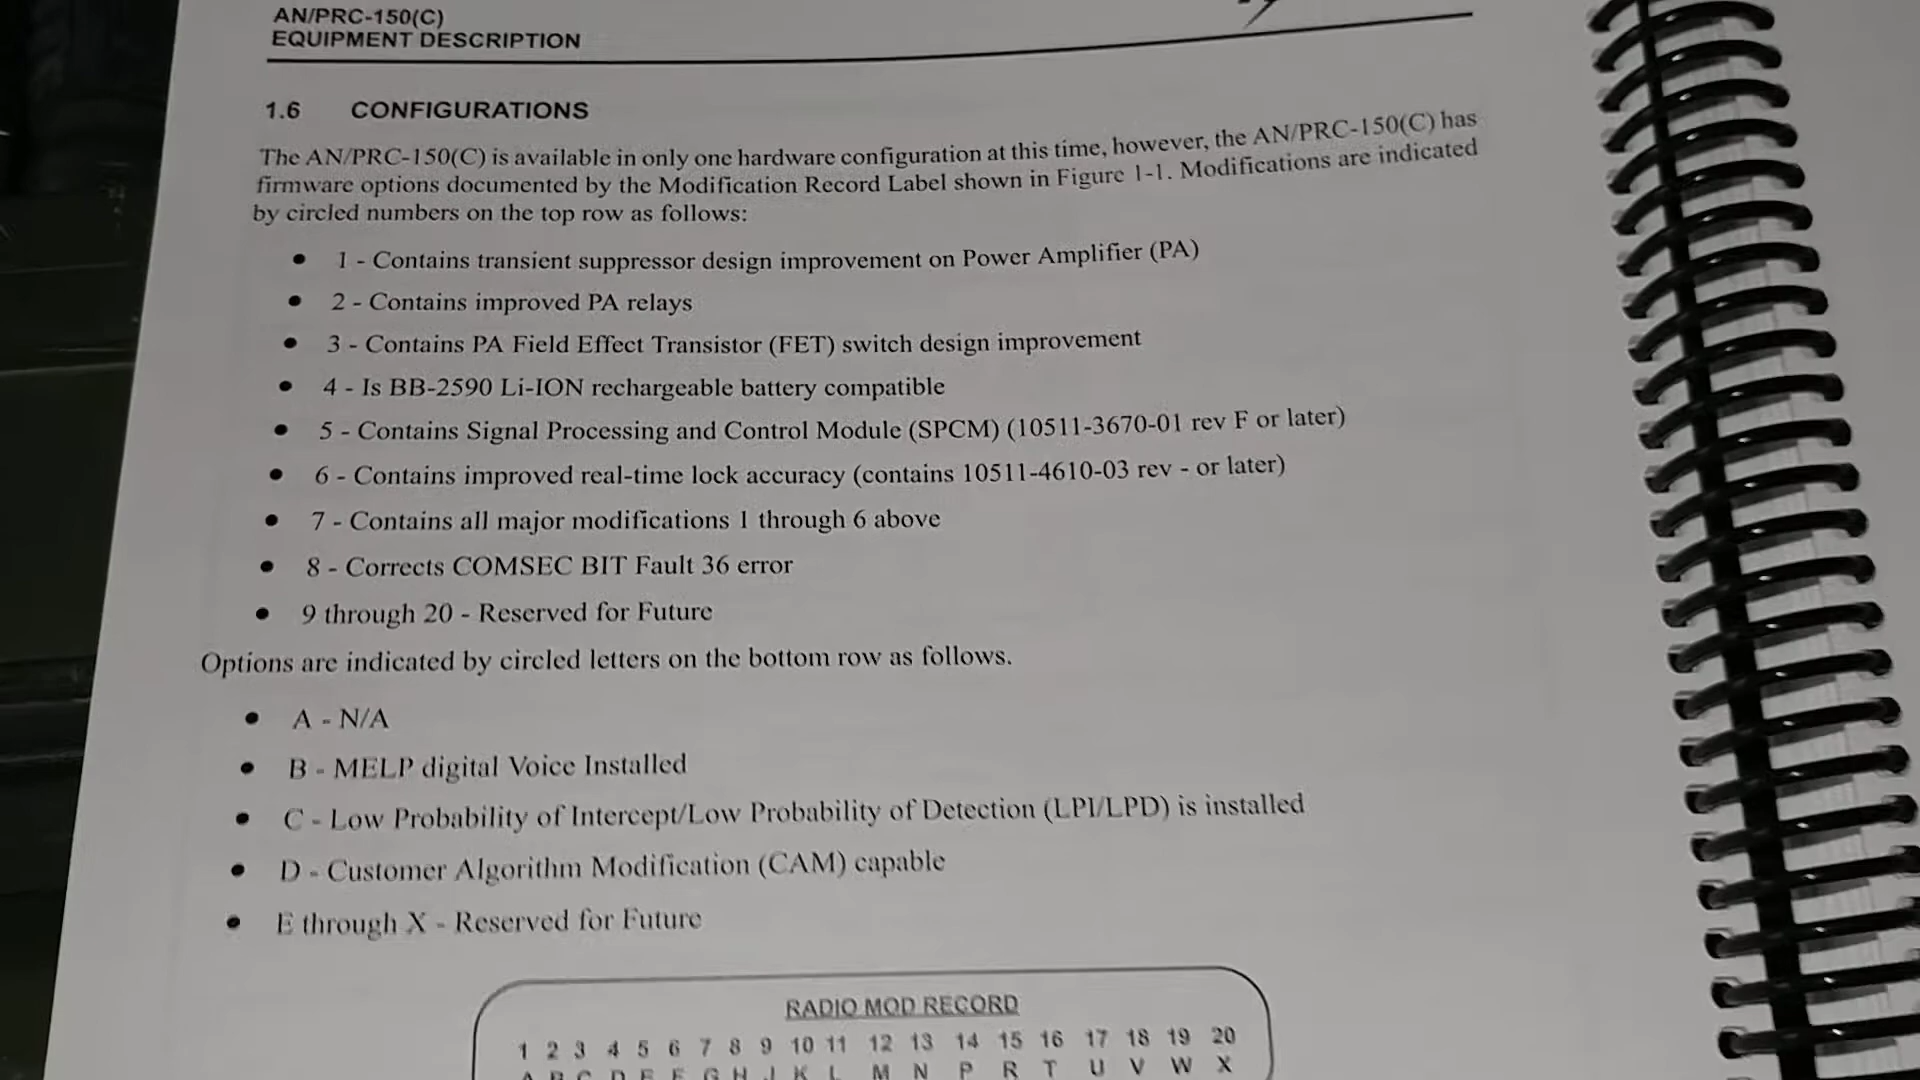 AN/PRC-150(C)
EQUIPMENT DESCRIPTION
1.6 CONFIGURATIONS
The AN/PRC-150(C) is available in only one hardware configuration at this time, however, the AN/PRC-150(C) has
firmware options documented by the Modification Record Label shown in Figure 1-1. Modifications are indicated
by circled numbers on the top row as follows:
• 1 - Contains transient suppressor design improvement on Power Amplifier (PA)
• 2 - Contains improved PA relays
• 3 - Contains PA Field Effect Transistor (FET) switch design improvement
• 4 - Is BB-2590 Li-ION rechargeable battery compatible
• 5 - Contains Signal Processing and Control Module (SPCM) (10511-3670-01 rev F or later)
• 6 - Contains improved real-time lock accuracy (contains 10511-4610-03 rev - or later)
• 7 - Contains all major modifications 1 through 6 above
• 8 - Corrects COMSEC BIT Fault 36 error
• 9 through 20 - Reserved for Future
Options are indicated by circled letters on the bottom row as follows.
• A - N/A
• B - MELP digital Voice Installed
• C - Low Probability of Intercept/Low Probability of Detection (LPI/LPD) is installed
• D - Customer Algorithm Modification (CAM) capable
• E through X - Reserved for Future
RADIO MOD RECORD
1 2 3 4 5 6 7 8 9 10 11 12 13 14 15 16 17 18 19 20
A B C D E F G H J K L M N P R T U V W X